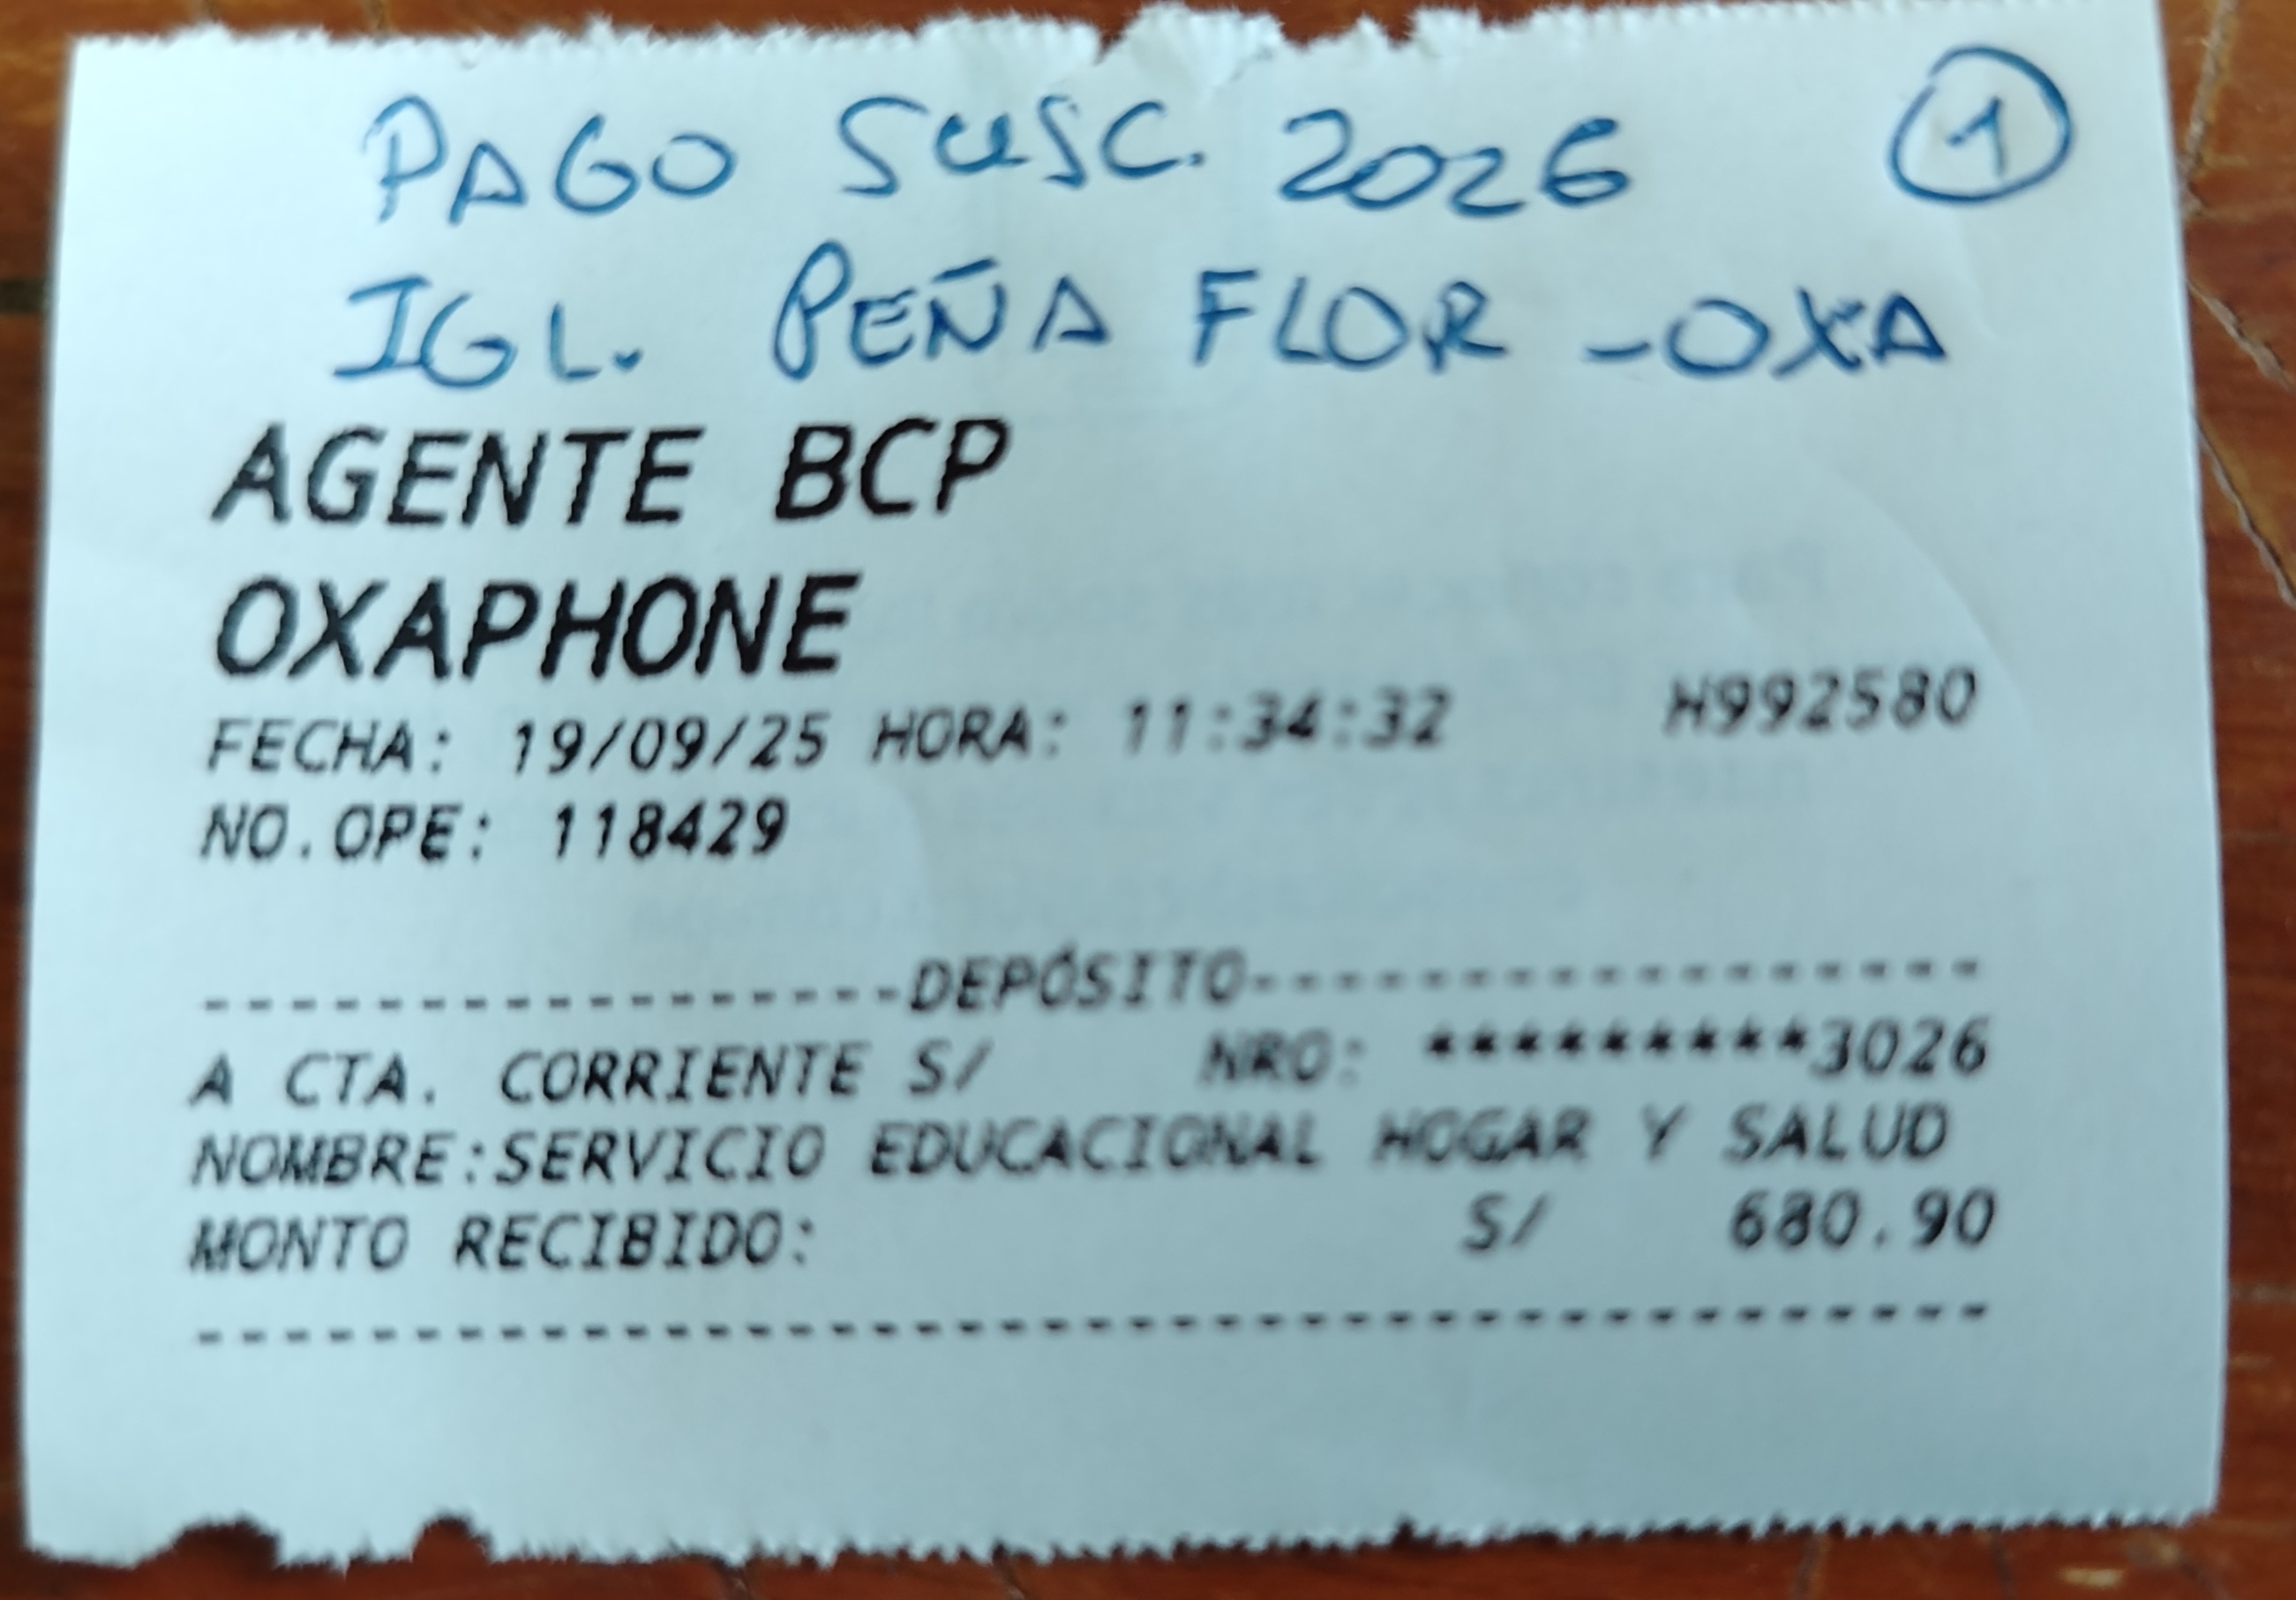 PAGO SUSC. 2026 1
IGL. PEÑA FLOR - OXA
AGENTE BCP
OXAPHONE
FECHA: 19/09/25 HORA: 11:34:32 H992580
NO.OPE: 118429
------------------DEPÓSITO------------------
A CTA. CORRIENTE S/ NRO: *********3026
NOMBRE:SERVICIO EDUCACIONAL HOGAR Y SALUD
MONTO RECIBIDO: S/ 680.90